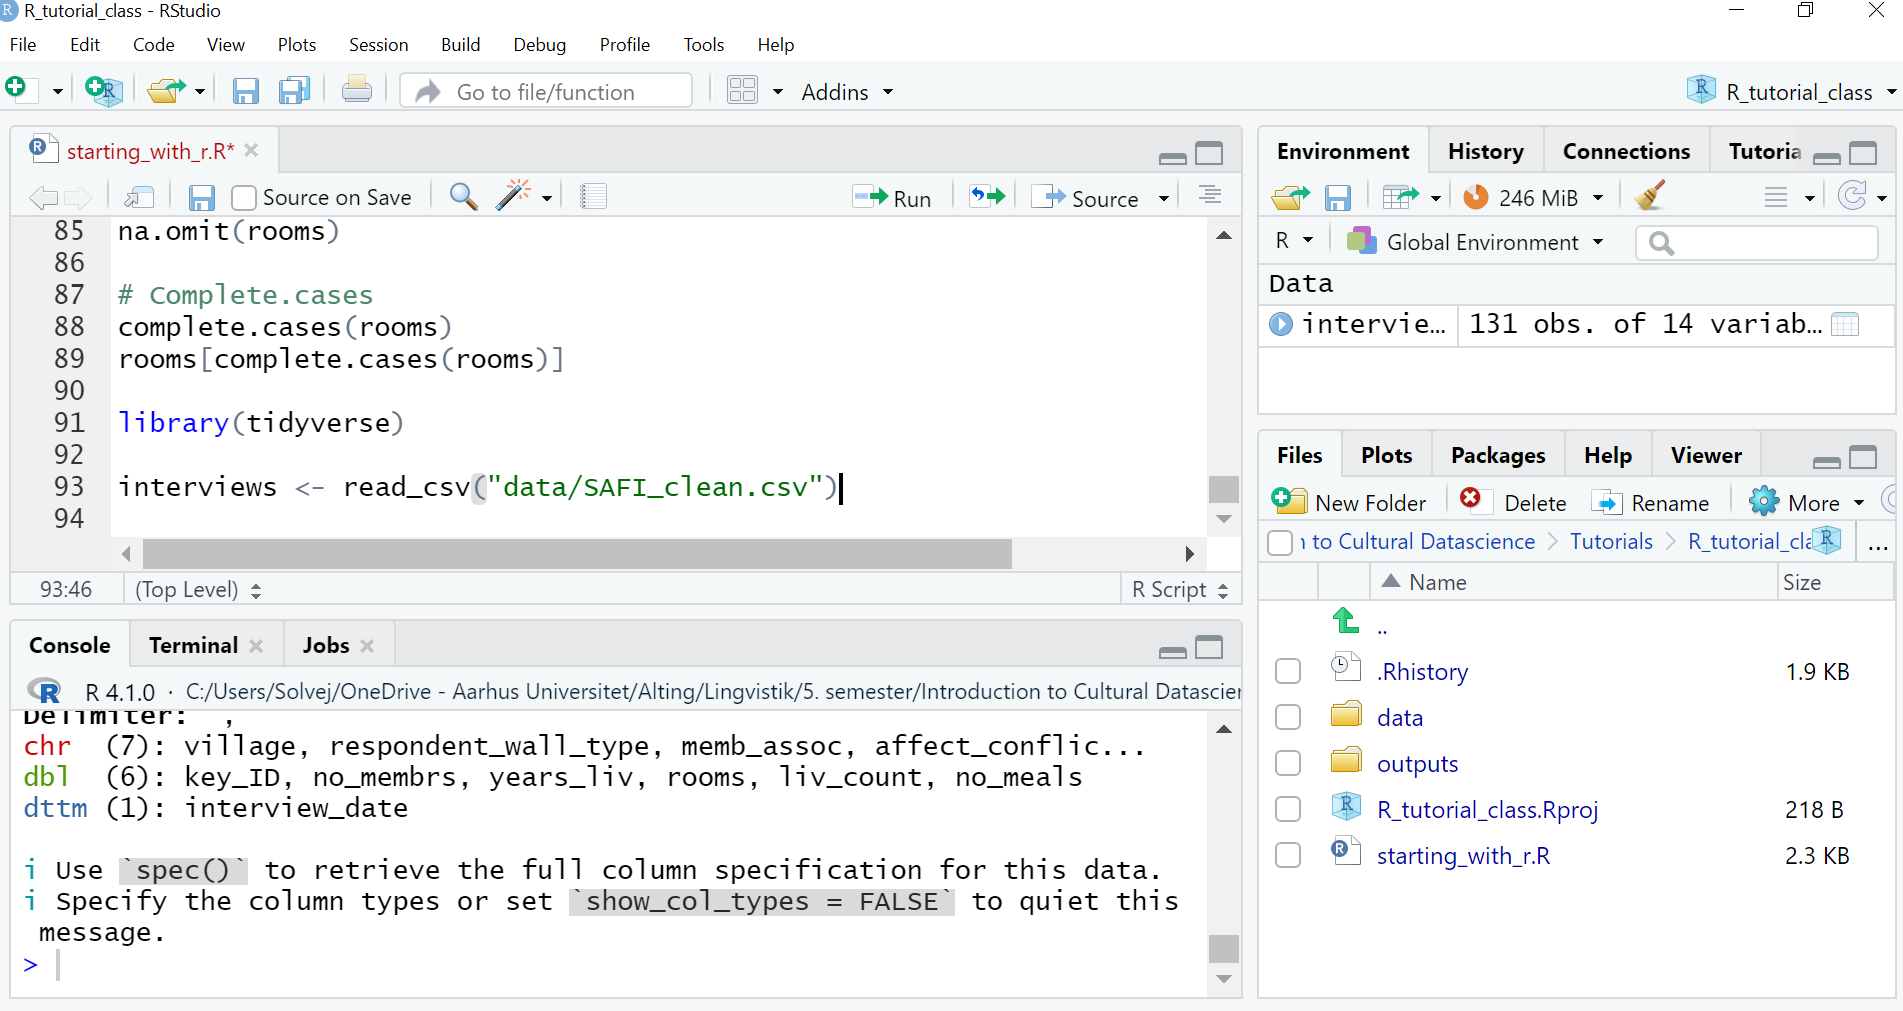 R_tutorial_class - RStudio
File Edit Code View Plots Session Build Debug Profile Tools Help
Go to file/function Addins R_tutorial_class
starting_with_r.R*
Source on Save Run Source
85 na.omit(rooms)
86
87 # Complete.cases
88 complete.cases(rooms)
89 rooms[complete.cases(rooms)]
90
91 library(tidyverse)
92
93 interviews <- read_csv("data/SAFI_clean.csv")
94
93:46 (Top Level) R Script
Console Terminal Jobs
R 4.1.0 · C:/Users/Solvej/OneDrive - Aarhus Universitet/Alting/Lingvistik/5. semester/Introduction to Cultural Datascien
Delimiter: ","
chr (7): village, respondent_wall_type, memb_assoc, affect_conflic...
dbl (6): key_ID, no_membrs, years_liv, rooms, liv_count, no_meals
dttm (1): interview_date
i Use `spec()` to retrieve the full column specification for this data.
i Specify the column types or set `show_col_types = FALSE` to quiet this
message.
>
Environment History Connections Tutoria
246 MiB
R Global Environment
Data
intervie... 131 obs. of 14 variab...
Files Plots Packages Help Viewer
New Folder Delete Rename More
n to Cultural Datascience > Tutorials > R_tutorial_cla ...
Name Size
..
.Rhistory 1.9 KB
data
outputs
R_tutorial_class.Rproj 218 B
starting_with_r.R 2.3 KB